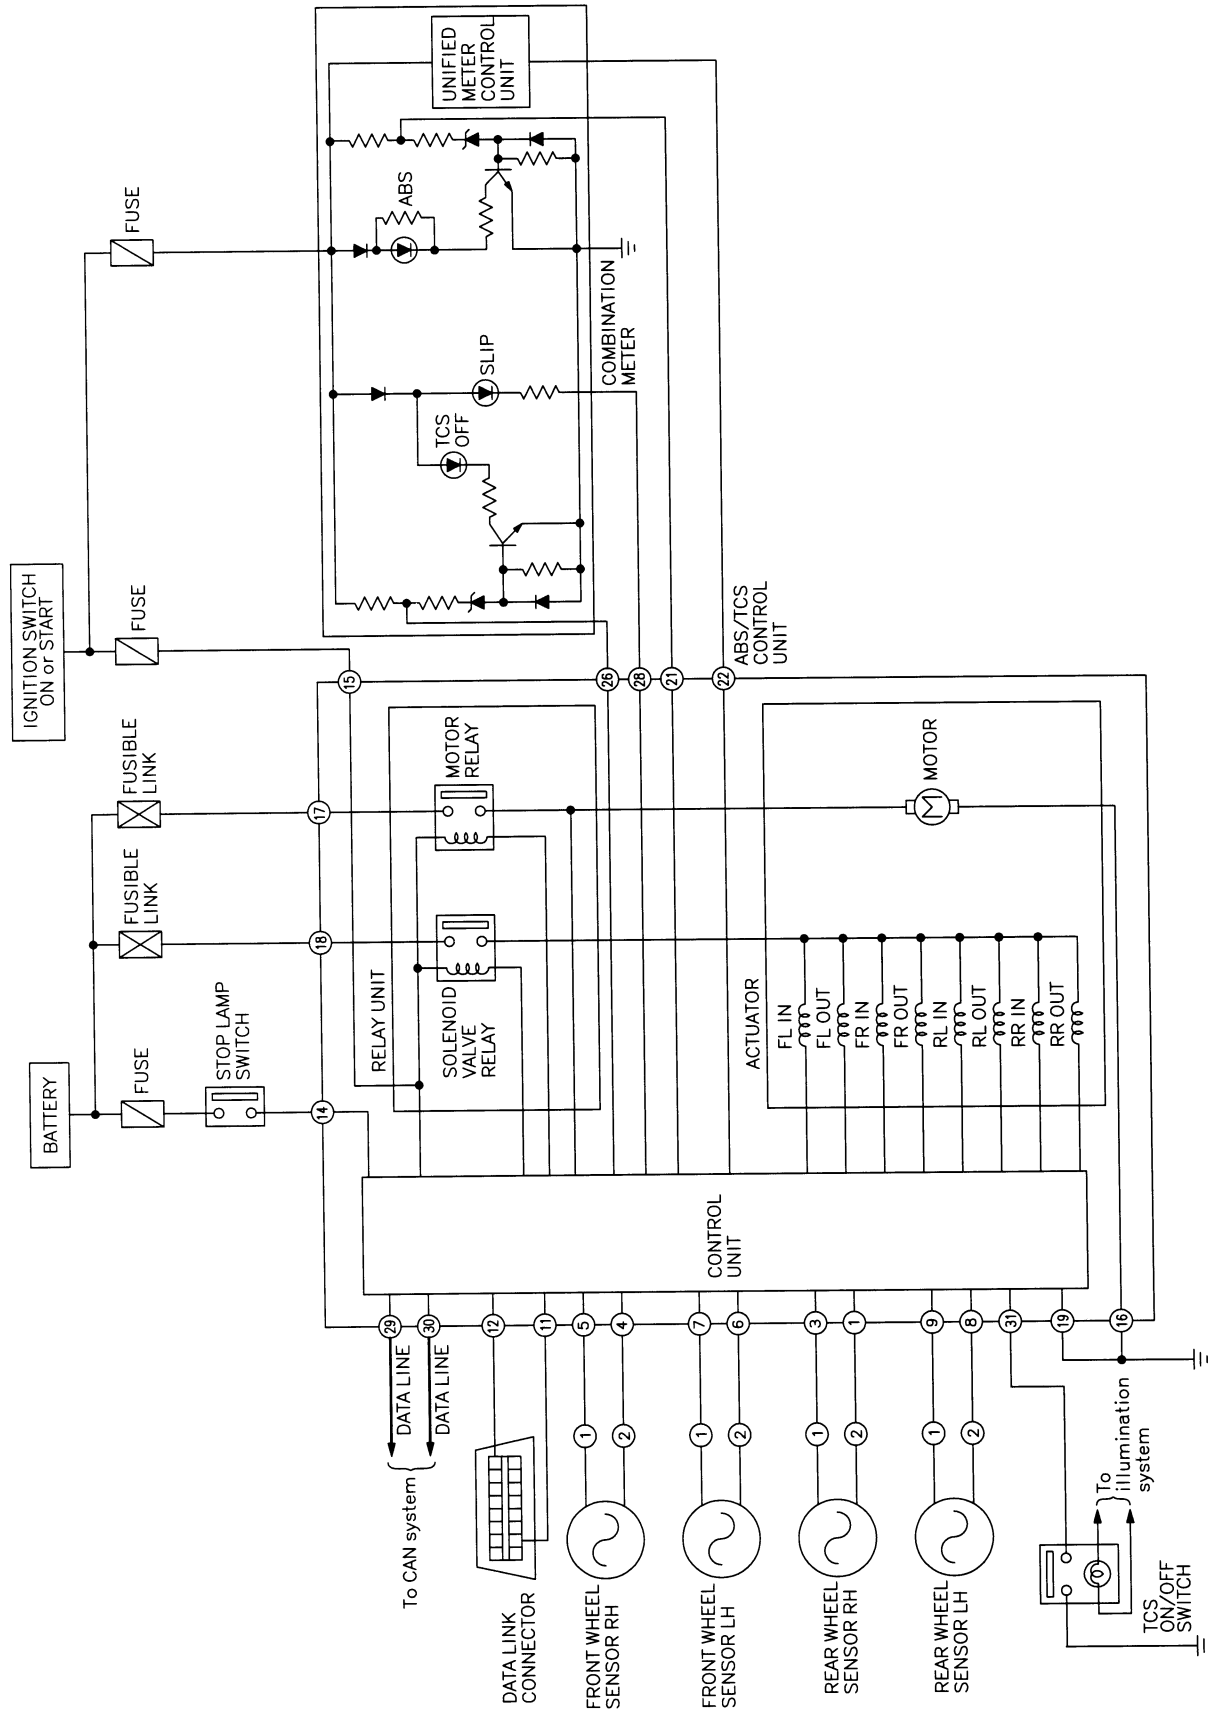 BATTERY
FUSE
STOP LAMP
SWITCH
FUSIBLE
LINK
FUSIBLE
LINK
IGNITION SWITCH
ON or START
FUSE
FUSE
14
18
17
15
RELAY UNIT
SOLENOID
VALVE
RELAY
MOTOR
RELAY
TCS
OFF
SLIP
ABS
UNIFIED
METER
CONTROL
UNIT
COMBINATION
METER
26
28
21
22
ABS/TCS
CONTROL
UNIT
ACTUATOR
FL IN
FL OUT
FR IN
FR OUT
RL IN
RL OUT
RR IN
RR OUT
MOTOR
M
CONTROL
UNIT
29
30
12
11
5
4
7
6
3
1
9
8
31
19
16
DATA LINE
DATA LINE
To CAN system
DATA LINK
CONNECTOR
1
2
FRONT WHEEL
SENSOR RH
1
2
FRONT WHEEL
SENSOR LH
1
2
REAR WHEEL
SENSOR RH
1
2
REAR WHEEL
SENSOR LH
To
illumination
system
TCS
ON/OFF
SWITCH